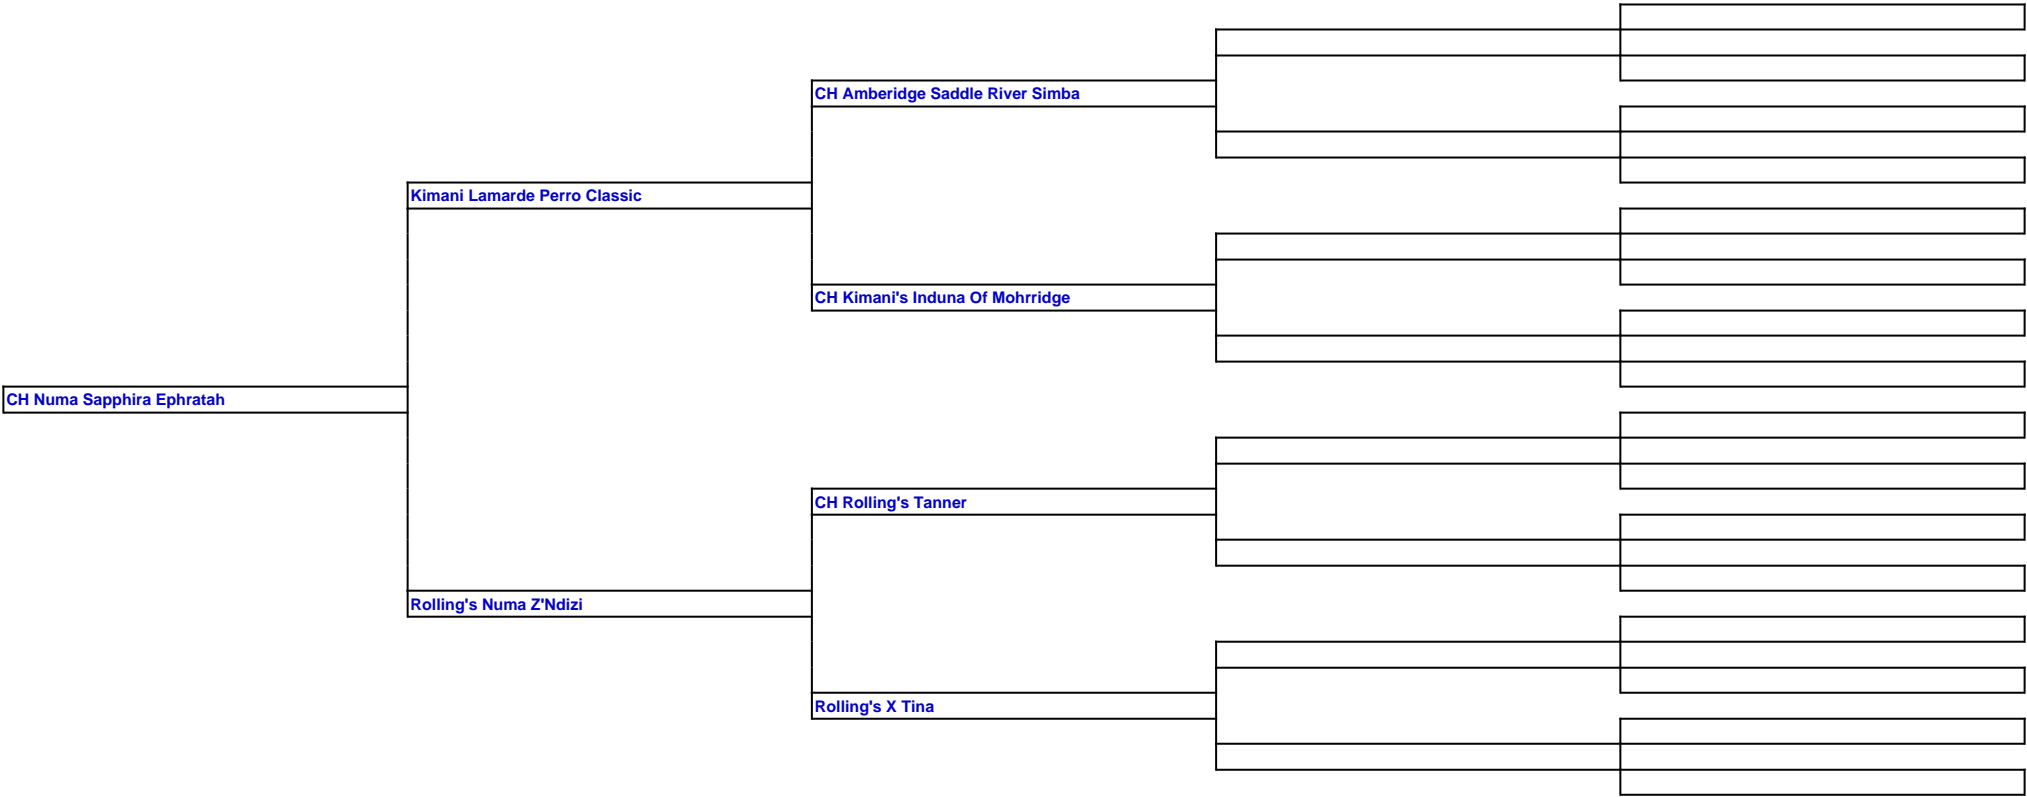 CH Amberidge Saddle River Simba
Kimani Lamarde Perro Classic
CH Kimani's Induna Of Mohrridge
CH Numa Sapphira Ephratah
CH Rolling's Tanner
Rolling's Numa Z'Ndizi
Rolling's X Tina